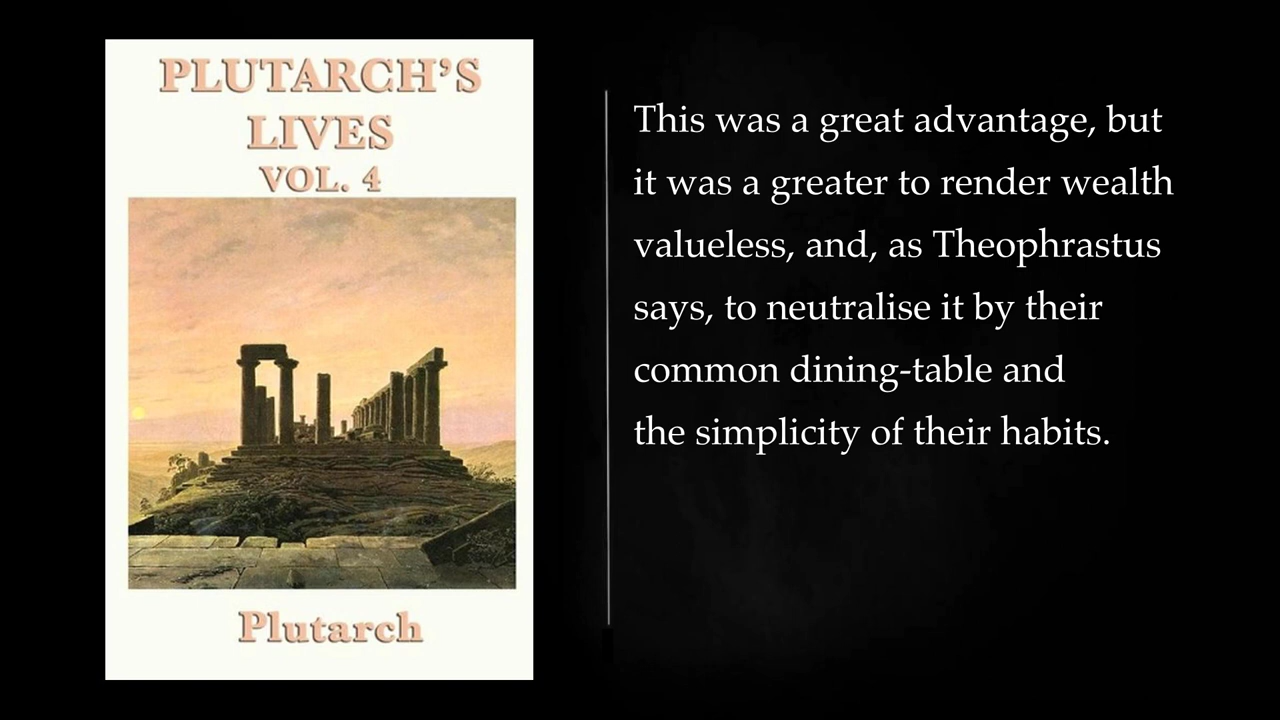 PLUTARCH'S
LIVES
VOL. 4
Plutarch
This was a great advantage, but
it was a greater to render wealth
valueless, and, as Theophrastus
says, to neutralise it by their
common dining-table and
the simplicity of their habits.